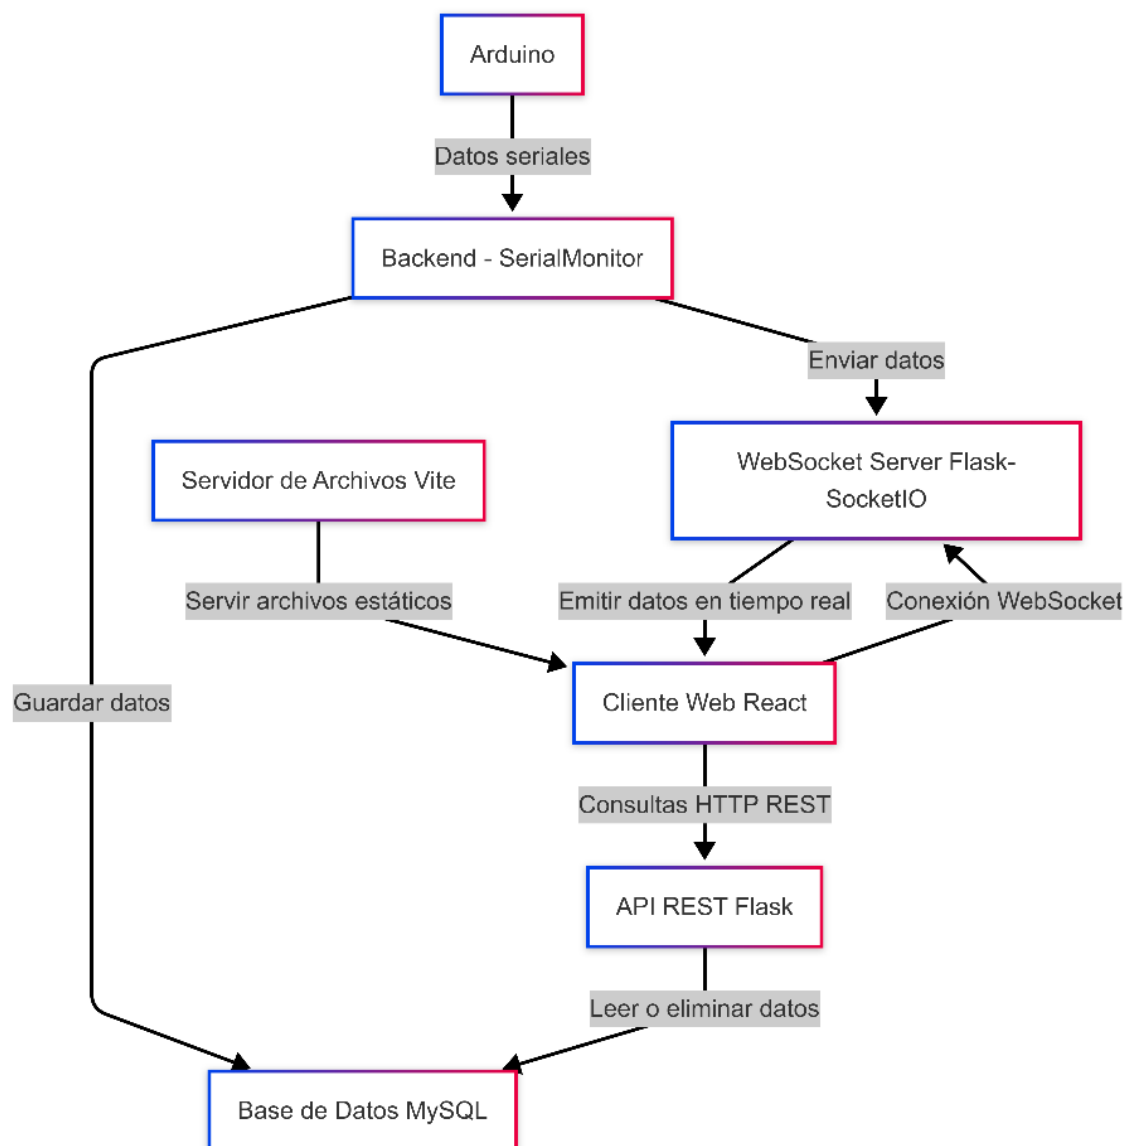 Arduino
Datos seriales
Backend - SerialMonitor
Enviar datos
Servidor de Archivos Vite
WebSocket Server Flask-
SocketIO
Servir archivos estáticos
Emitir datos en tiempo real
Conexión WebSocket
Guardar datos
Cliente Web React
Consultas HTTP REST
API REST Flask
Leer o eliminar datos
Base de Datos MySQL